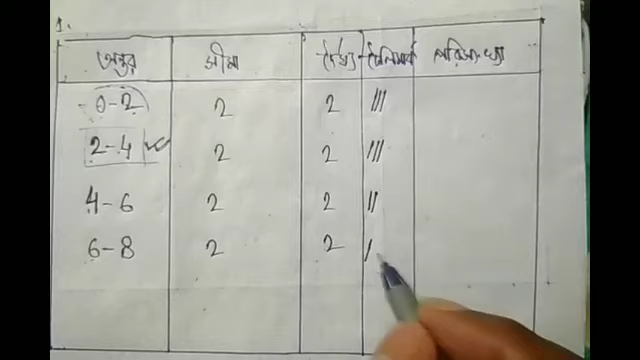 1.
অন্তর সীমা দৈর্ঘ্য পরিসংখ্যা
0-2 2 2 |||
2-4 2 2 |||
4-6 2 2 ||
6-8 2 2 |